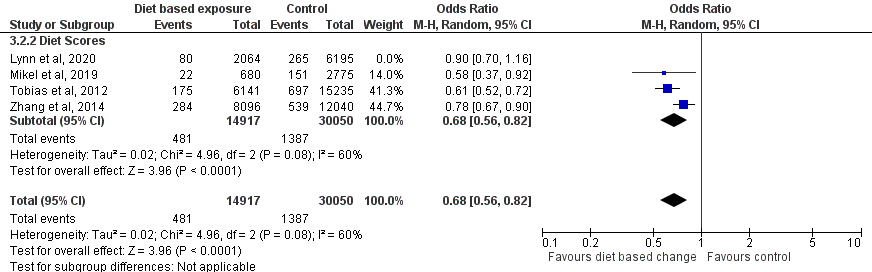 Diet based exposure Control Odds Ratio Odds Ratio
Study or Subgroup Events Total Events Total Weight M-H, Random, 95% CI M-H, Random, 95% CI
3.2.2 Diet Scores
Lynn et al, 2020 80 2064 265 6195 0.0% 0.90 [0.70, 1.16]
Mikel et al, 2019 22 680 151 2775 14.0% 0.58 [0.37, 0.92]
Tobias et al, 2012 175 6141 697 15235 41.3% 0.61 [0.52, 0.72]
Zhang et al, 2014 284 8096 539 12040 44.7% 0.78 [0.67, 0.90]
Subtotal (95% CI) 14917 30050 100.0% 0.68 [0.56, 0.82]
Total events 481 1387
Heterogeneity: Tau² = 0.02; Chi² = 4.96, df = 2 (P = 0.08); I² = 60%
Test for overall effect: Z = 3.96 (P < 0.0001)
Total (95% CI) 14917 30050 100.0% 0.68 [0.56, 0.82]
Total events 481 1387
Heterogeneity: Tau² = 0.02; Chi² = 4.96, df = 2 (P = 0.08); I² = 60%
Test for overall effect: Z = 3.96 (P < 0.0001)
Test for subgroup differences: Not applicable
0.1 0.2 0.5 1 2 5 10
Favours diet based change Favours control